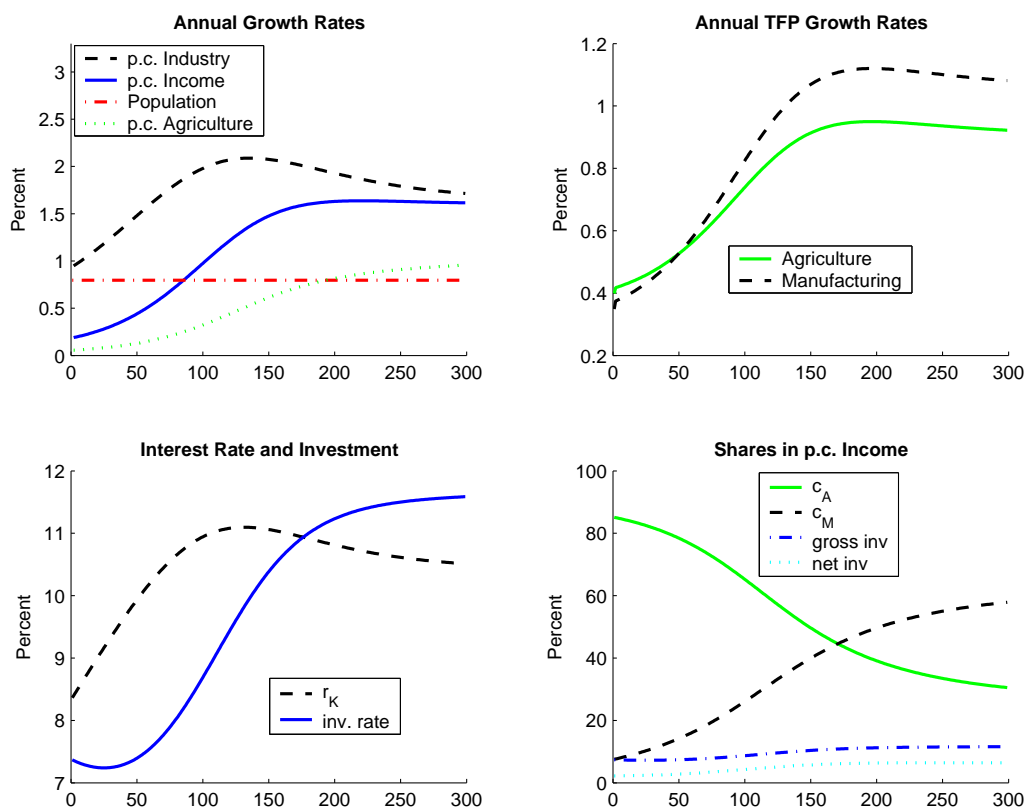 Annual Growth Rates
Percent
3
2.5
2
1.5
1
0.5
0
p.c. Industry
p.c. Income
Population
p.c. Agriculture
0 50 100 150 200 250 300
Annual TFP Growth Rates
Percent
1.2
1
0.8
0.6
0.4
0.2
Agriculture
Manufacturing
0 50 100 150 200 250 300
Interest Rate and Investment
Percent
12
11
10
9
8
7
r_K
inv. rate
0 50 100 150 200 250 300
Shares in p.c. Income
Percent
100
80
60
40
20
0
c_A
c_M
gross inv
net inv
0 50 100 150 200 250 300